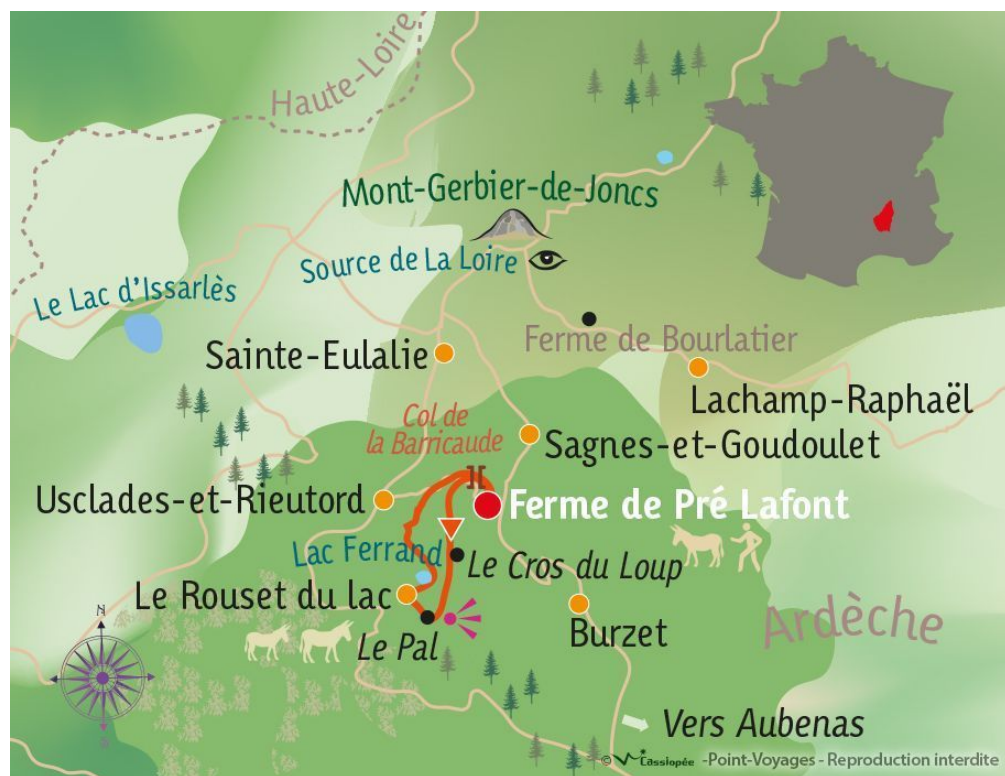 Haute-Loire
Mont-Gerbier-de-Joncs
Source de La Loire
Le Lac d'Issarlès
Ferme de Bourlatier
Sainte-Eulalie
Lachamp-Raphaël
Col de
la Barricaude
Sagnes-et-Goudoulet
Usclades-et-Rieutord
Ferme de Pré Lafont
Lac Ferrand
Le Cros du Loup
Le Rouset du lac
Burzet
Ardèche
Le Pal
N
Vers Aubenas
© Cassiopée -Point-Voyages - Reproduction interdite